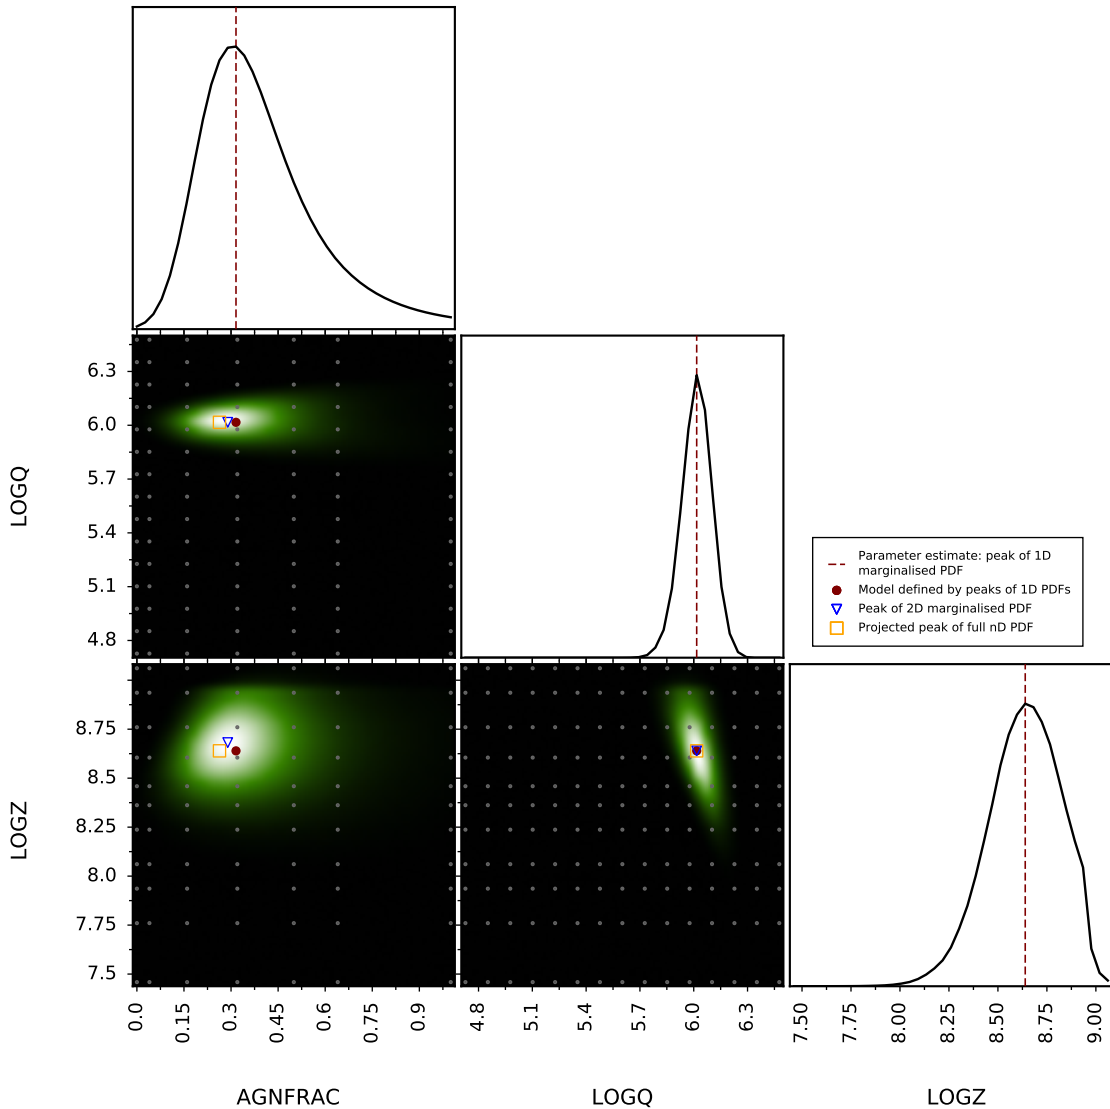 6.3
6.0
5.7
5.4
5.1
4.8
LOGQ
Parameter estimate: peak of 1D
marginalised PDF
Model defined by peaks of 1D PDFs
Peak of 2D marginalised PDF
Projected peak of full nD PDF
8.75
8.5
8.25
8.0
7.75
7.5
LOGZ
0.0 0.15 0.3 0.45 0.6 0.75 0.9
4.8 5.1 5.4 5.7 6.0 6.3
7.50 7.75 8.00 8.25 8.50 8.75 9.00
AGNFRAC LOGQ LOGZ